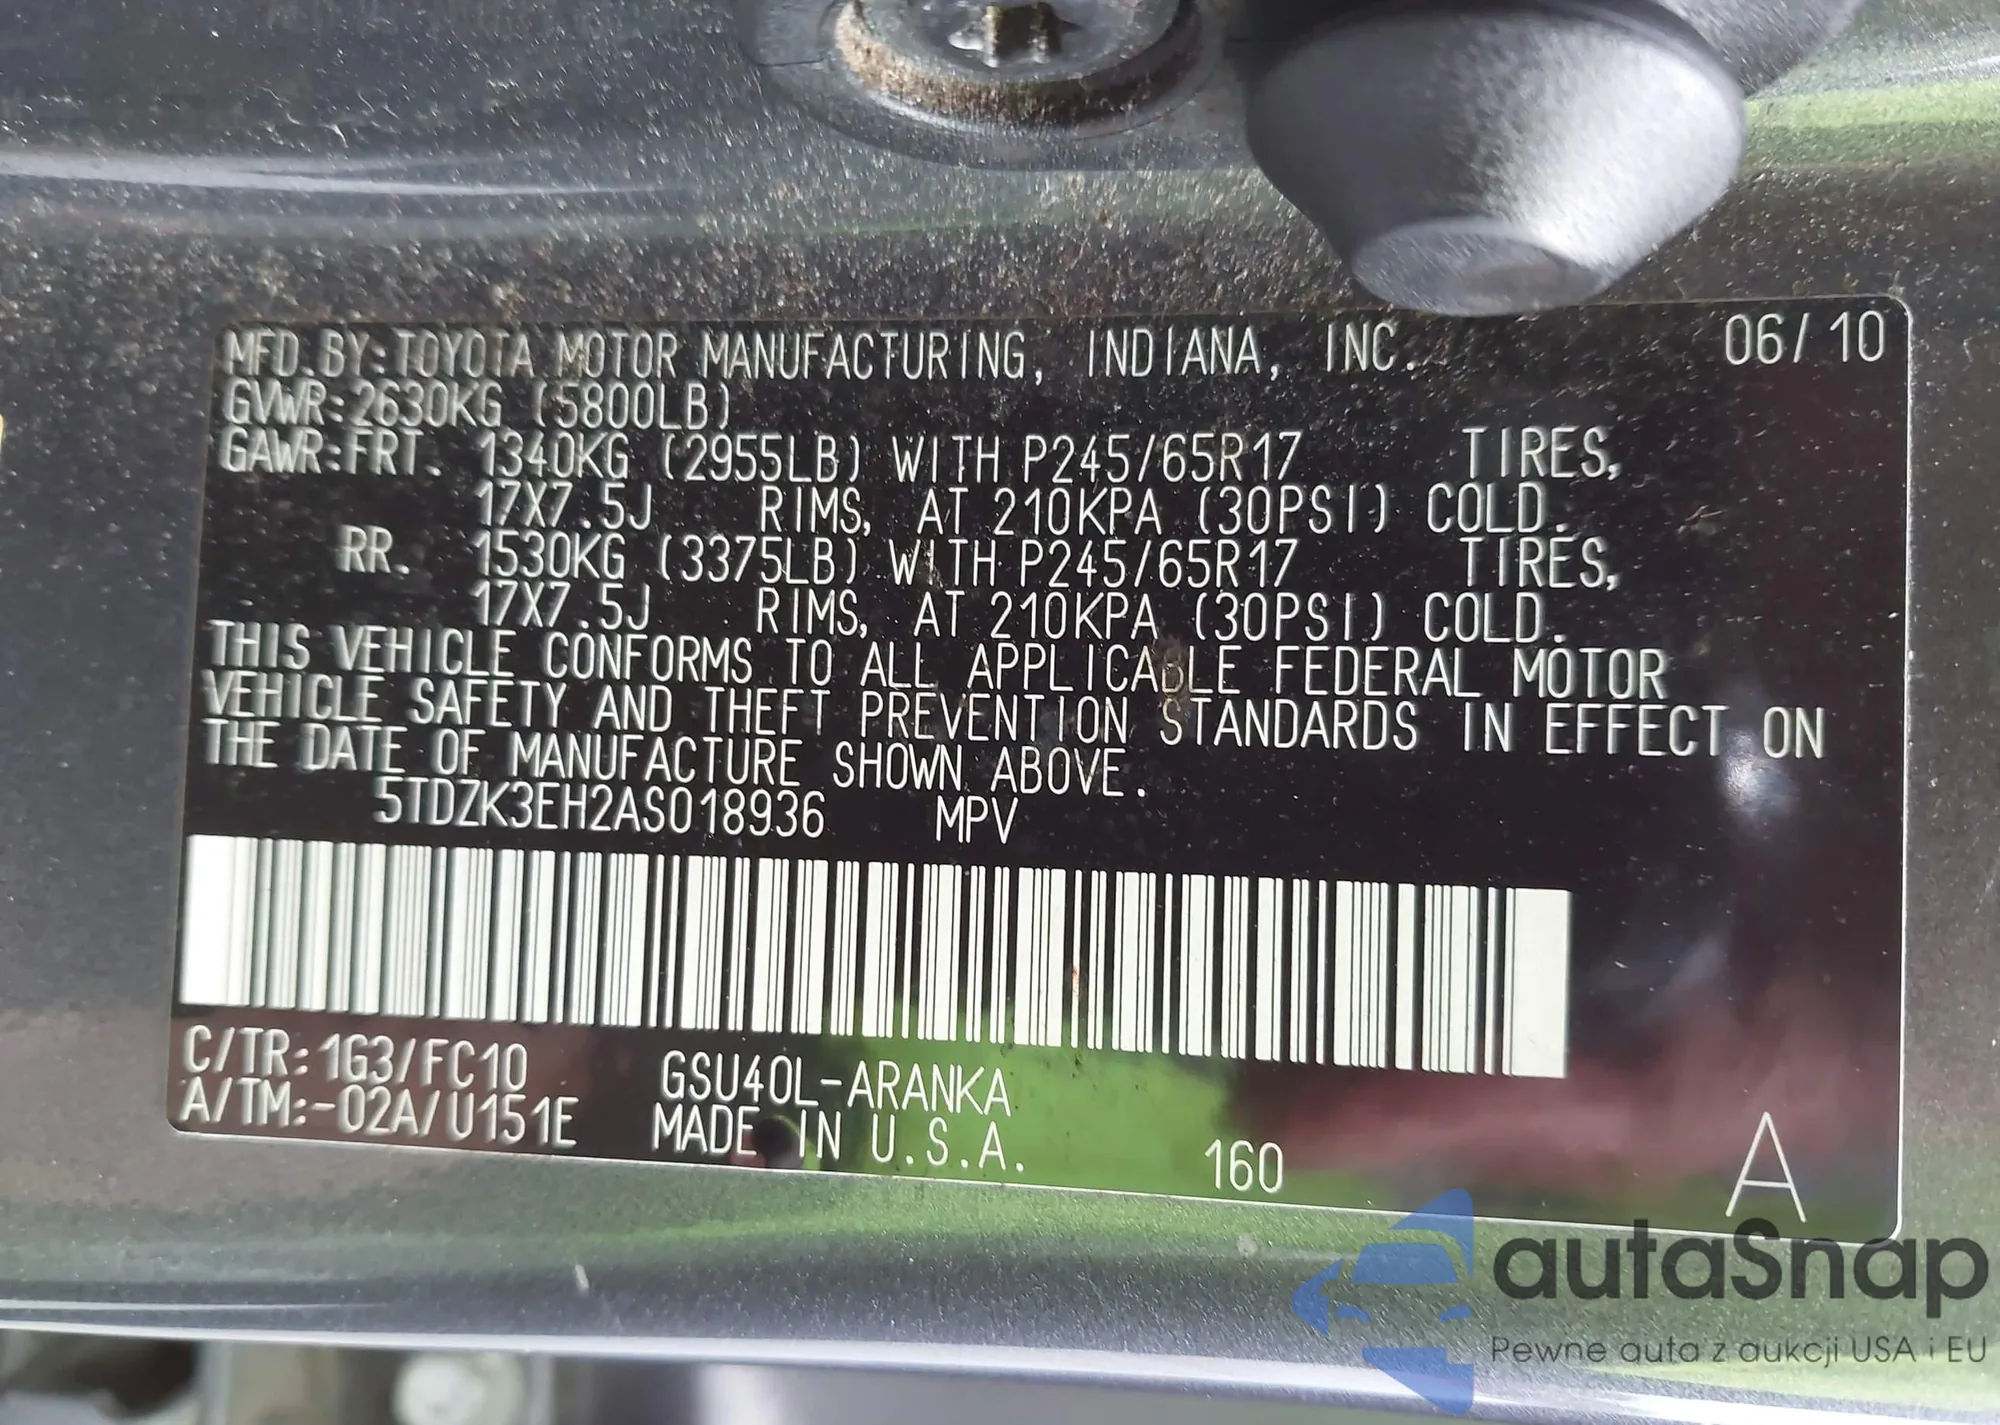 MFD.BY:TOYOTA MOTOR MANUFACTURING, INDIANA, INC. 06/10
GVWR:2630KG (5800LB)
GAWR:FRT. 1340KG (2955LB) WITH P245/65R17 TIRES,
17X7.5J RIMS, AT 210KPA (30PSI) COLD.
RR. 1530KG (3375LB) WITH P245/65R17 TIRES,
17X7.5J RIMS, AT 210KPA (30PSI) COLD.
THIS VEHICLE CONFORMS TO ALL APPLICABLE FEDERAL MOTOR
VEHICLE SAFETY AND THEFT PREVENTION STANDARDS IN EFFECT ON
THE DATE OF MANUFACTURE SHOWN ABOVE.
5TDZK3EH2AS018936 MPV
C/TR:1G3/FC10 GSU40L-ARANKA
A/TM:-02A/U151E MADE IN U.S.A. 160 A
autaSnap
Pewne auta z aukcji USA i EU